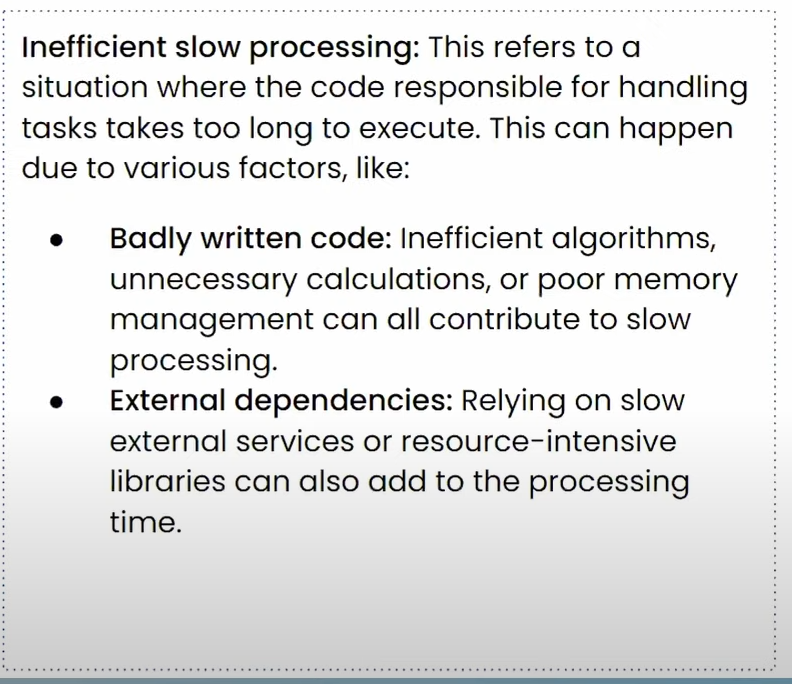 Inefficient slow processing: This refers to a
situation where the code responsible for handling
tasks takes too long to execute. This can happen
due to various factors, like:
● Badly written code: Inefficient algorithms,
unnecessary calculations, or poor memory
management can all contribute to slow
processing.
● External dependencies: Relying on slow
external services or resource-intensive
libraries can also add to the processing
time.